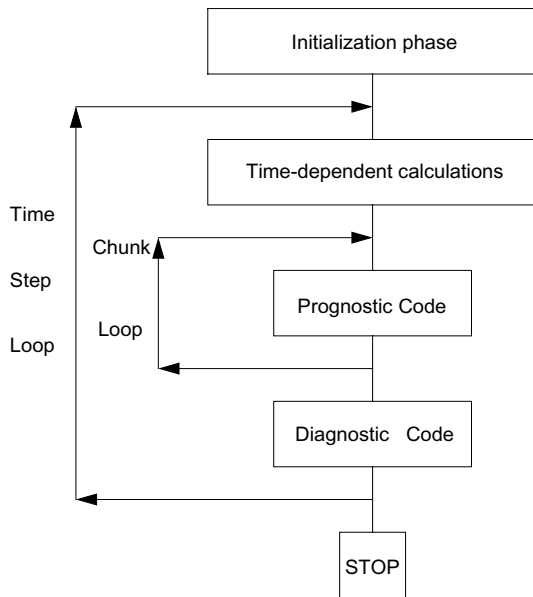 Initialization phase
Time-dependent calculations
Time
Step
Loop
Chunk
Loop
Prognostic Code
Diagnostic Code
STOP